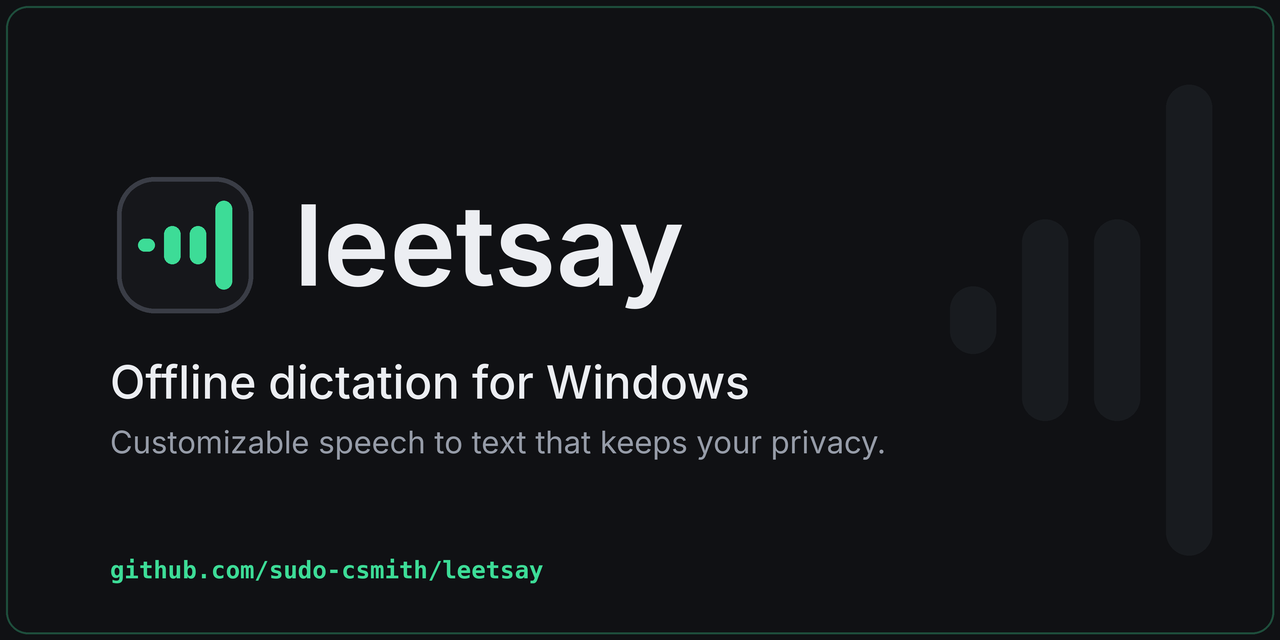 leetsay
Offline dictation for Windows
Customizable speech to text that keeps your privacy.
github.com/sudo-csmith/leetsay